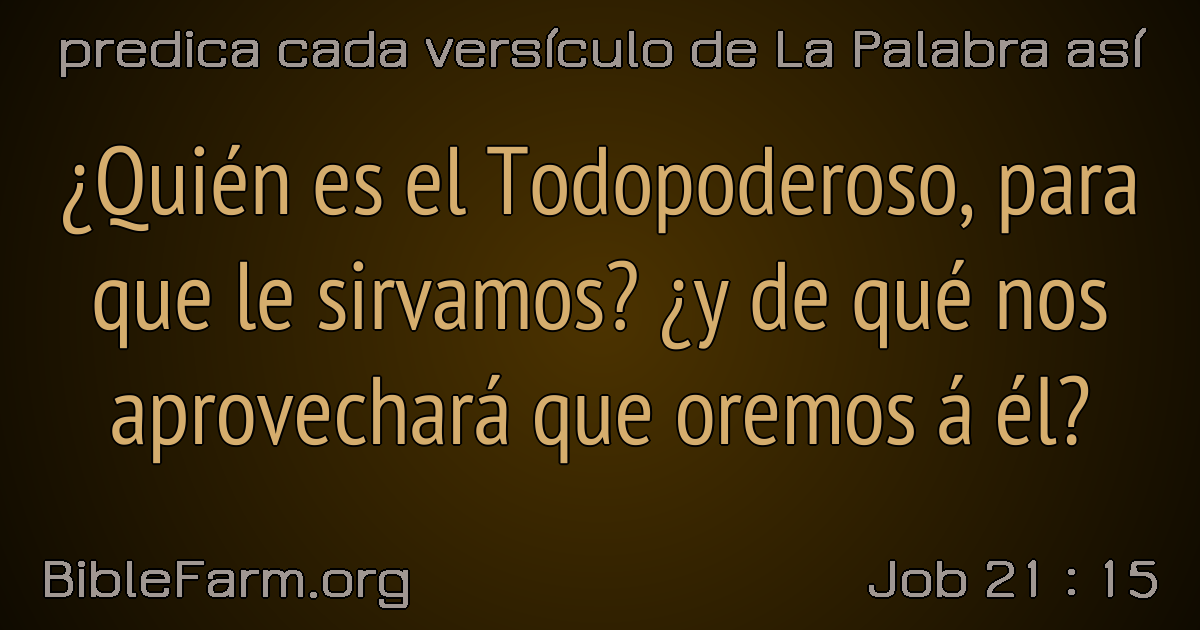 predica cada versículo de La Palabra así
¿Quién es el Todopoderoso, para
que le sirvamos? ¿y de qué nos
aprovechará que oremos á él?
BibleFarm.org
Job 21 : 15